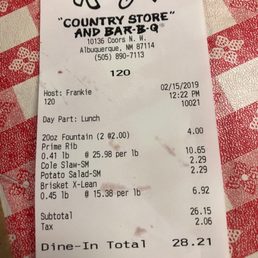 "COUNTRY STORE"
AND BAR-B-Q
10136 Coors N. W.
Albuquerque, NM 87114
(505) 890-7113
120
Host: Frankie 02/15/2019
120 12:22 PM
10021
Day Part: Lunch
20oz Fountain (2 @2.00) 4.00
Prime Rib
0.41 lb @ 25.98 per lb 10.65
Cole Slaw-SM 2.29
Potato Salad-SM 2.29
Brisket X-Lean
0.45 lb @ 15.38 per lb 6.92
Subtotal 26.15
Tax 2.06
Dine-In Total 28.21